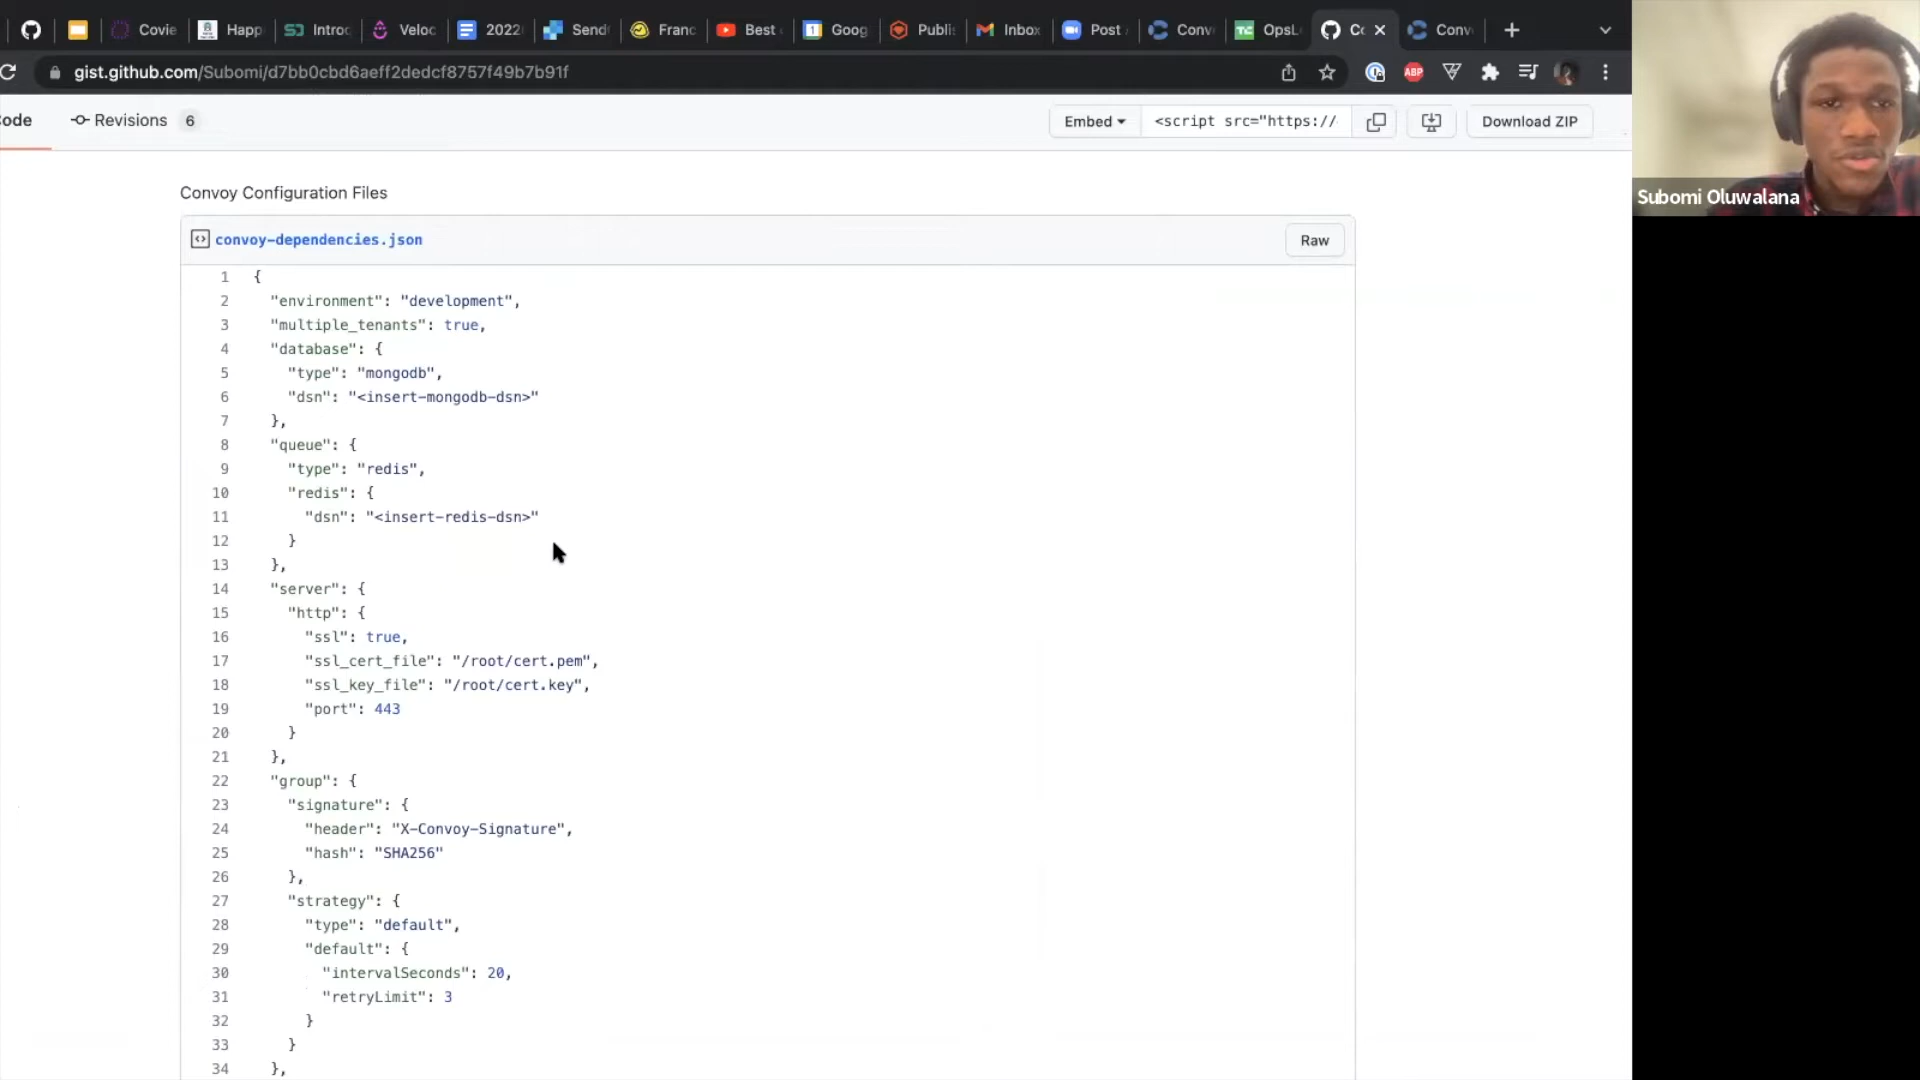 Covie
Happ
Introc
Veloc
2022
Send
Franc
Best
Goog
Publi
Inbox
Post
Conv
OpsL
Co
Conv
gist.github.com/Subomi/d7bb0cbd6aeff2dedcf8757f49b7b91f
ABP
ode
Revisions 6
Embed
<script src="https://
Download ZIP
Subomi Oluwalana
Convoy Configuration Files
convoy-dependencies.json
Raw
1 {
2 "environment": "development",
3 "multiple_tenants": true,
4 "database": {
5 "type": "mongodb",
6 "dsn": "<insert-mongodb-dsn>"
7 },
8 "queue": {
9 "type": "redis",
10 "redis": {
11 "dsn": "<insert-redis-dsn>"
12 }
13 },
14 "server": {
15 "http": {
16 "ssl": true,
17 "ssl_cert_file": "/root/cert.pem",
18 "ssl_key_file": "/root/cert.key",
19 "port": 443
20 }
21 },
22 "group": {
23 "signature": {
24 "header": "X-Convoy-Signature",
25 "hash": "SHA256"
26 },
27 "strategy": {
28 "type": "default",
29 "default": {
30 "intervalSeconds": 20,
31 "retryLimit": 3
32 }
33 }
34 },